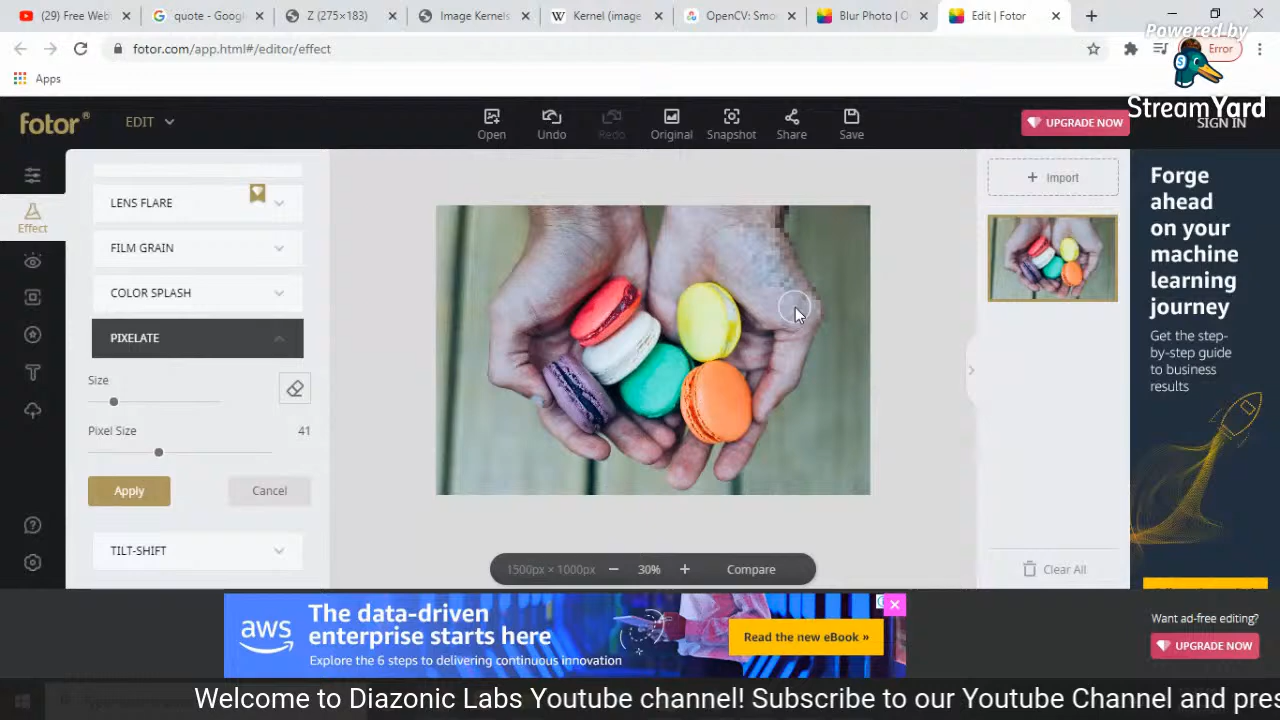 (29) Free Web
quote - Goog
Z (275×183)
Image Kernels
Kernel (image
OpenCV: Smo
Blur Photo | O
Edit | Fotor
Powered by
fotor.com/app.html#/editor/effect
Error
Apps
StreamYard
fotor®
EDIT
Open
Undo
Redo
Original
Snapshot
Share
Save
UPGRADE NOW
SIGN IN
Effect
LENS FLARE
FILM GRAIN
COLOR SPLASH
PIXELATE
Size
Pixel Size
41
Apply
Cancel
TILT-SHIFT
1500px × 1000px
30%
Compare
Import
Clear All
Forge
ahead
on your
machine
learning
journey
Get the step-
by-step guide
to business
results
aws
The data-driven
enterprise starts here
Explore the 6 steps to delivering continuous innovation
Read the new eBook »
Want ad-free editing?
UPGRADE NOW
Welcome to Diazonic Labs Youtube channel! Subscribe to our Youtube Channel and pres